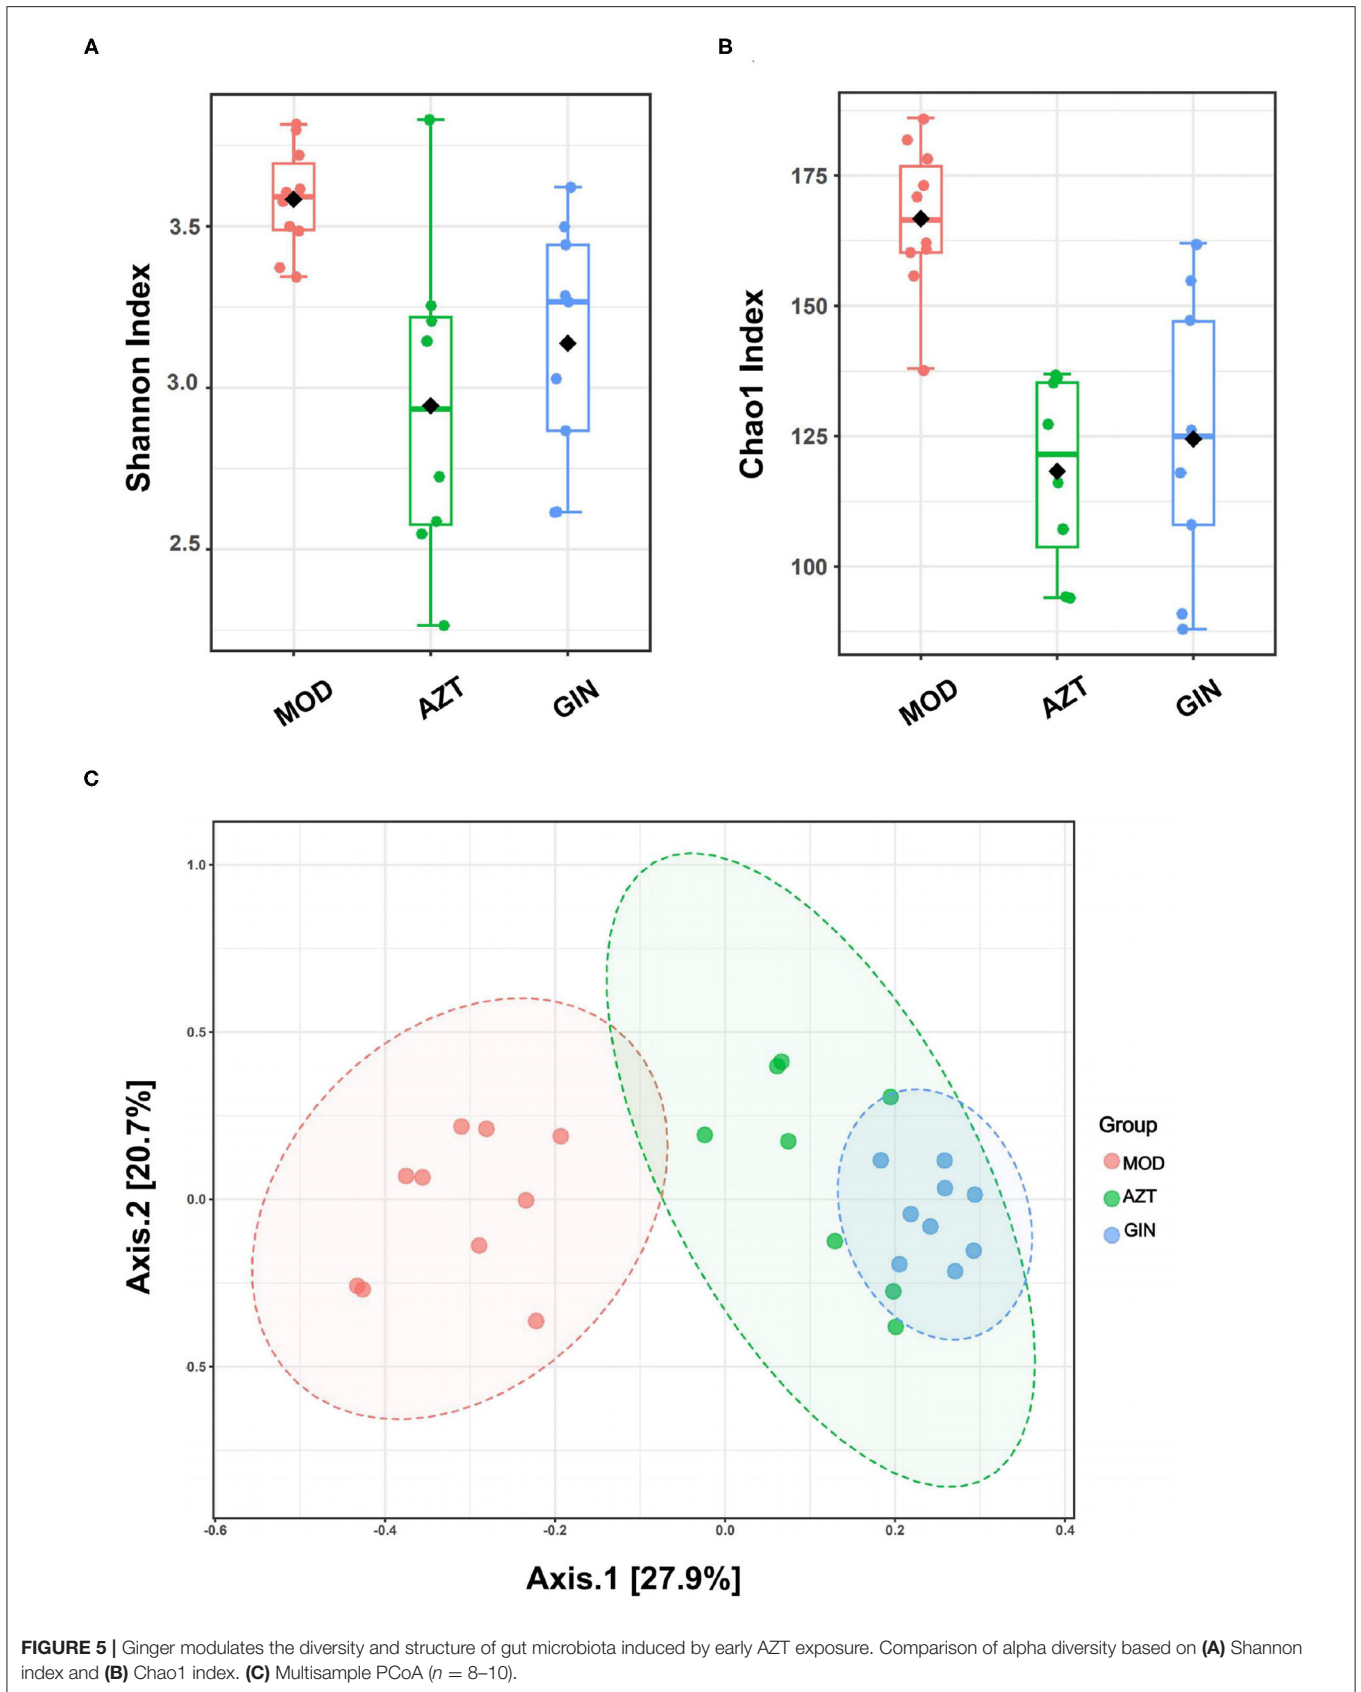 A
B
Shannon Index
3.5
3.0
2.5
MOD
AZT
GIN
Chao1 Index
175
150
125
100
MOD
AZT
GIN
C
Axis.2 [20.7%]
1.0
0.5
0.0
0.5
-0.6
-0.4
-0.2
0.0
0.2
0.4
Axis.1 [27.9%]
Group
MOD
AZT
GIN
FIGURE 5 | Ginger modulates the diversity and structure of gut microbiota induced by early AZT exposure. Comparison of alpha diversity based on (A) Shannon
index and (B) Chao1 index. (C) Multisample PCoA (n = 8–10).